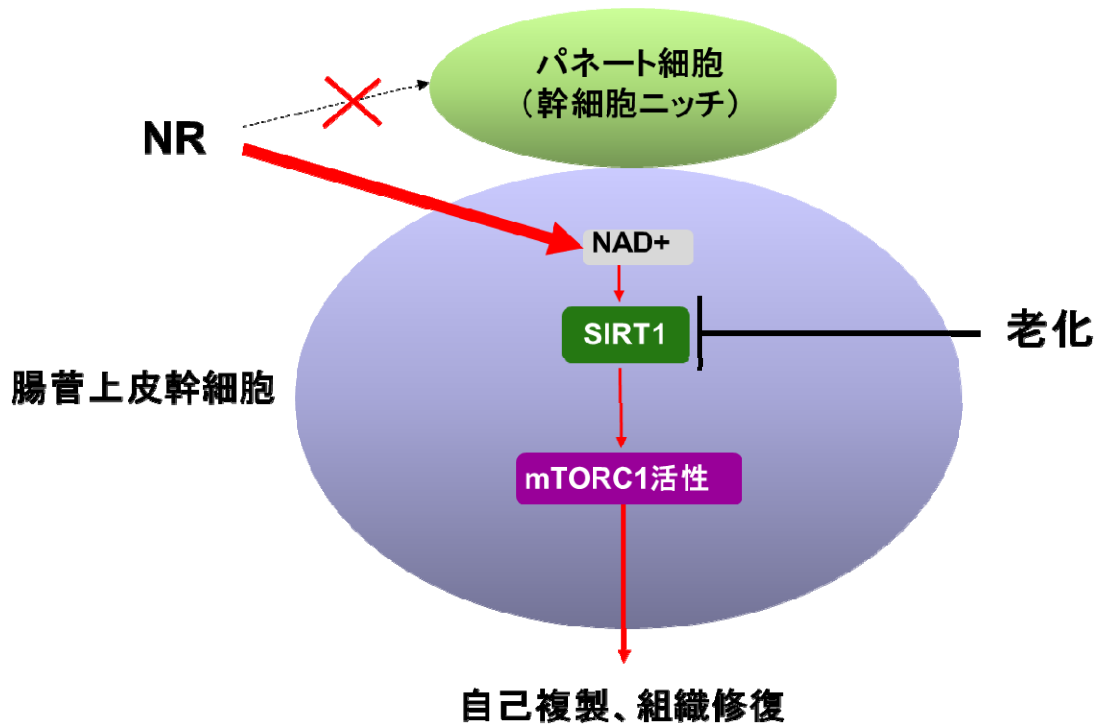 パネート細胞
(幹細胞ニッチ)
NR
NAD+
SIRT1
老化
腸菅上皮幹細胞
mTORC1活性
自己複製、組織修復